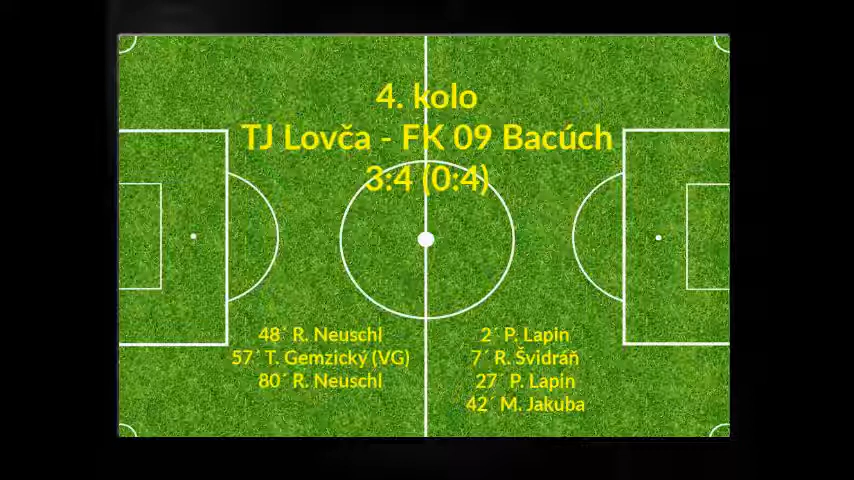 4. kolo
TJ Lovča - FK 09 Bacúch
3:4 (0:4)
48´ R. Neuschl
57´ T. Gemzický (VG)
80´ R. Neuschl
2´ P. Lapin
7´ R. Švidráň
27´ P. Lapin
42´ M. Jakuba